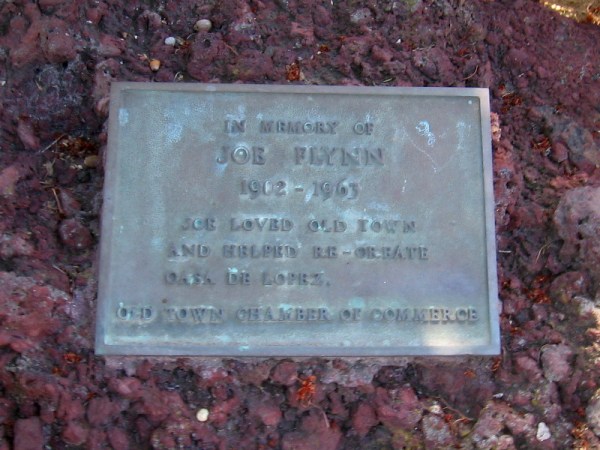 IN MEMORY OF
JOE FLYNN
1902 - 1963
JOE LOVED OLD TOWN
AND HELPED RE-CREATE
CASA DE LOPEZ.
OLD TOWN CHAMBER OF COMMERCE